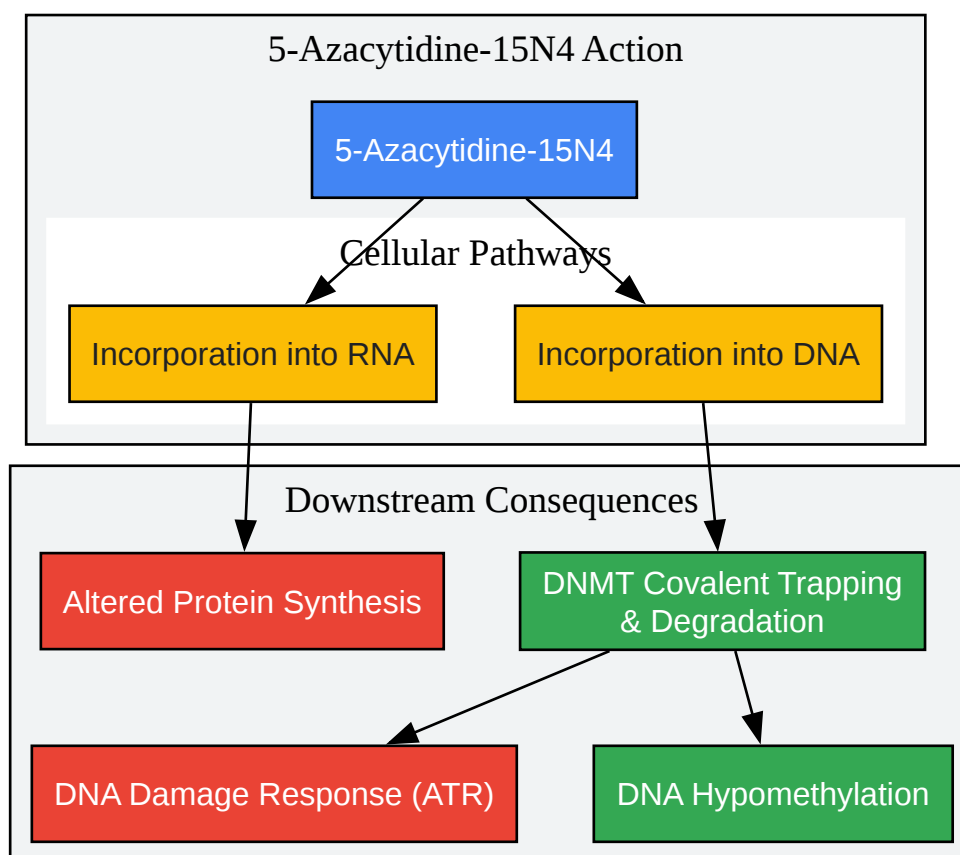 5-Azacytidine-15N4 Action
5-Azacytidine-15N4
Cellular Pathways
Incorporation into RNA
Incorporation into DNA
Downstream Consequences
Altered Protein Synthesis
DNMT Covalent Trapping
& Degradation
DNA Damage Response (ATR)
DNA Hypomethylation